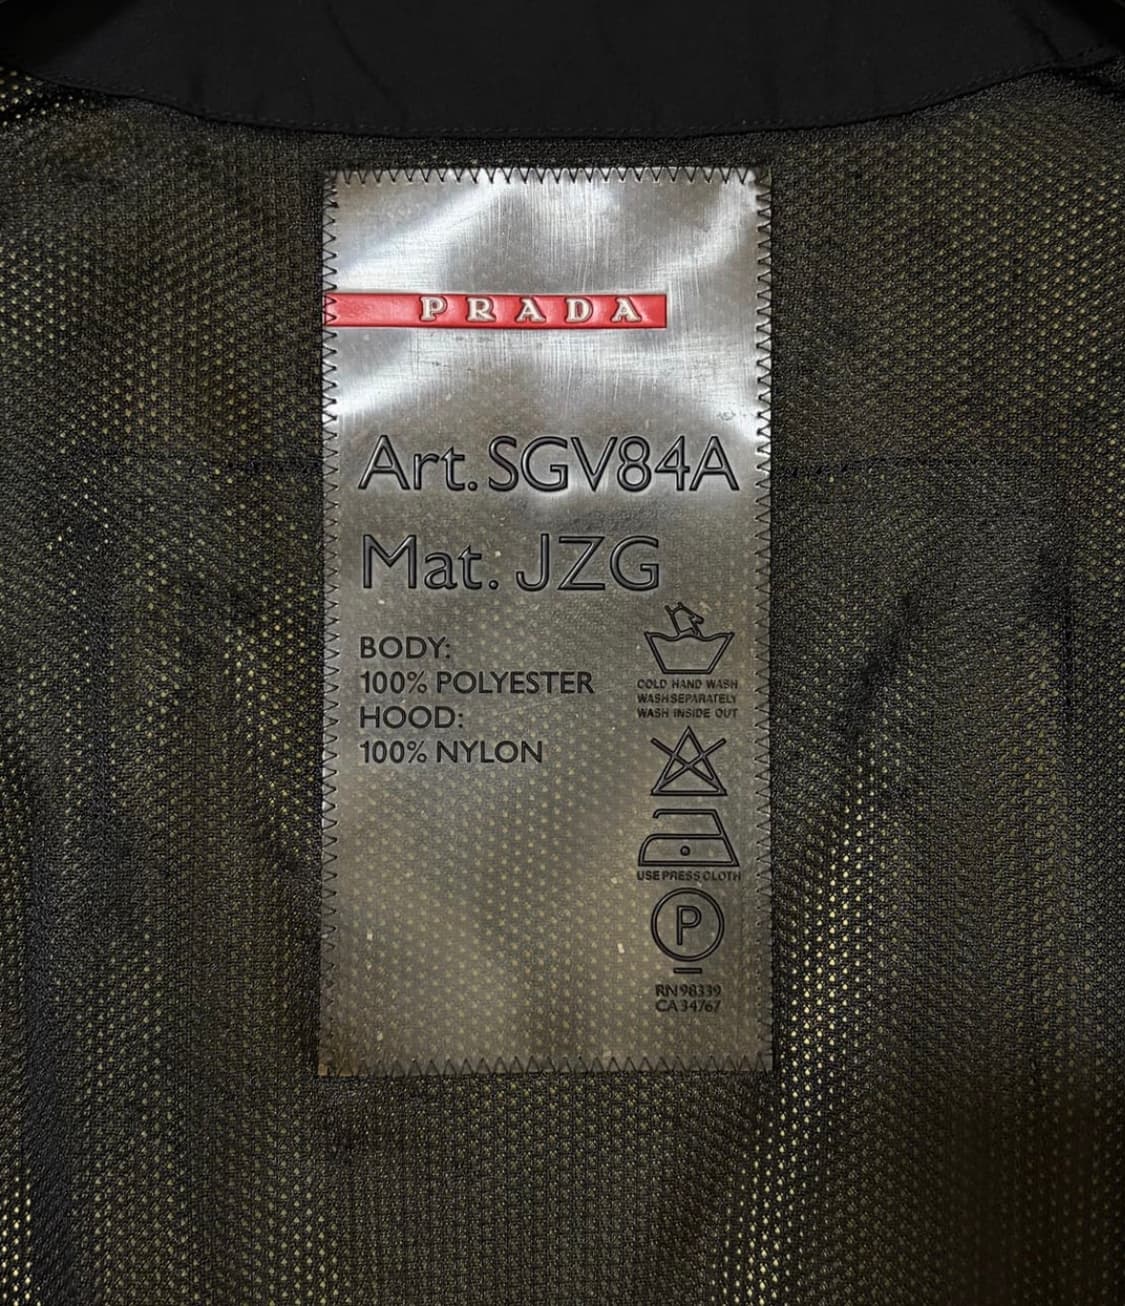 PRADA
Art. SGV84A
Mat. JZG
BODY:
100% POLYESTER
HOOD:
100% NYLON
COLD HAND WASH
WASH SEPARATELY
WASH INSIDE OUT
USE PRESS CLOTH
P
RN 98339
CA 34767